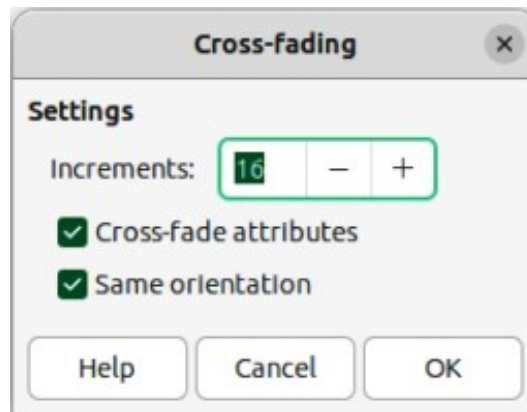 Cross-fading
Settings
Increments: 16
Cross-fade attributes
Same orientation
Help Cancel OK